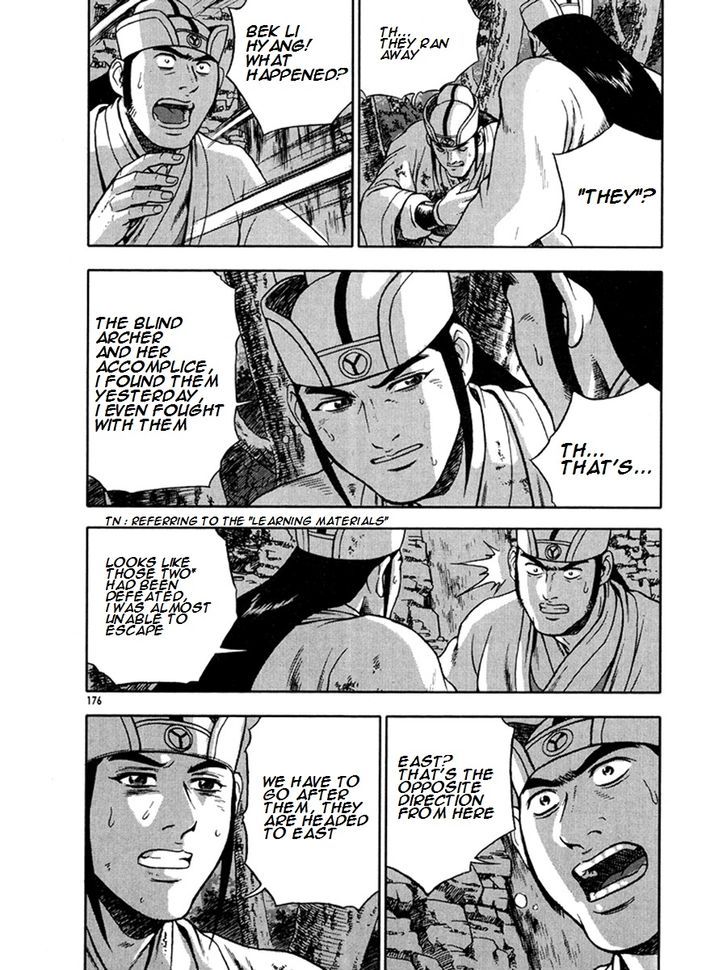 BEK LI
HYANG!
WHAT
HAPPENED?
TH...
THEY RAN
AWAY
"THEY"?
THE BLIND
ARCHER
AND HER
ACCOMPLICE,
I FOUND THEM
YESTERDAY,
I EVEN FOUGHT
WITH THEM
TH...
THAT'S...
TN : REFERRING TO THE "LEARNING MATERIALS"
LOOKS LIKE
THOSE TWO"
HAD BEEN
DEFEATED,
I WAS ALMOST
UNABLE TO
ESCAPE
176
WE HAVE TO
GO AFTER
THEM, THEY
ARE HEADED
TO EAST
EAST?
THAT'S THE
OPPOSITE
DIRECTION
FROM HERE